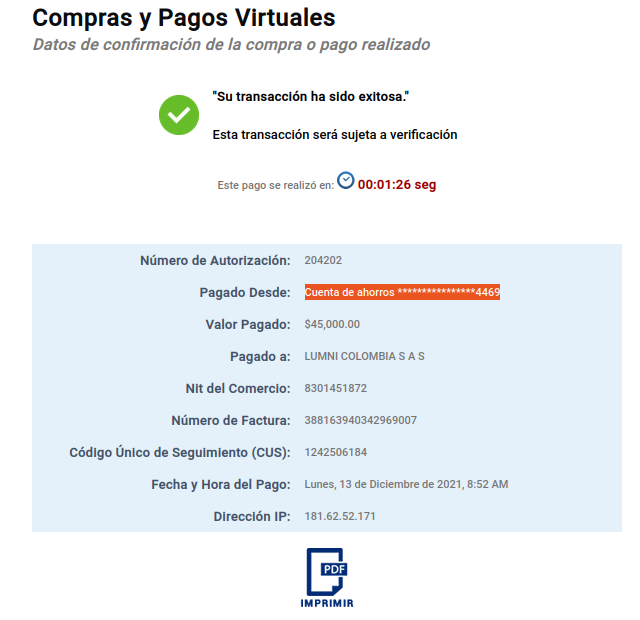 Compras y Pagos Virtuales
Datos de confirmación de la compra o pago realizado
"Su transacción ha sido exitosa."
Esta transacción será sujeta a verificación
Este pago se realizó en: 00:01:26 seg
Número de Autorización: 204202
Pagado Desde: Cuenta de ahorros ****************4469
Valor Pagado: $45,000.00
Pagado a: LUMNI COLOMBIA S A S
Nit del Comercio: 8301451872
Número de Factura: 388163940342969007
Código Único de Seguimiento (CUS): 1242506184
Fecha y Hora del Pago: Lunes, 13 de Diciembre de 2021, 8:52 AM
Dirección IP: 181.62.52.171
PDF
IMPRIMIR